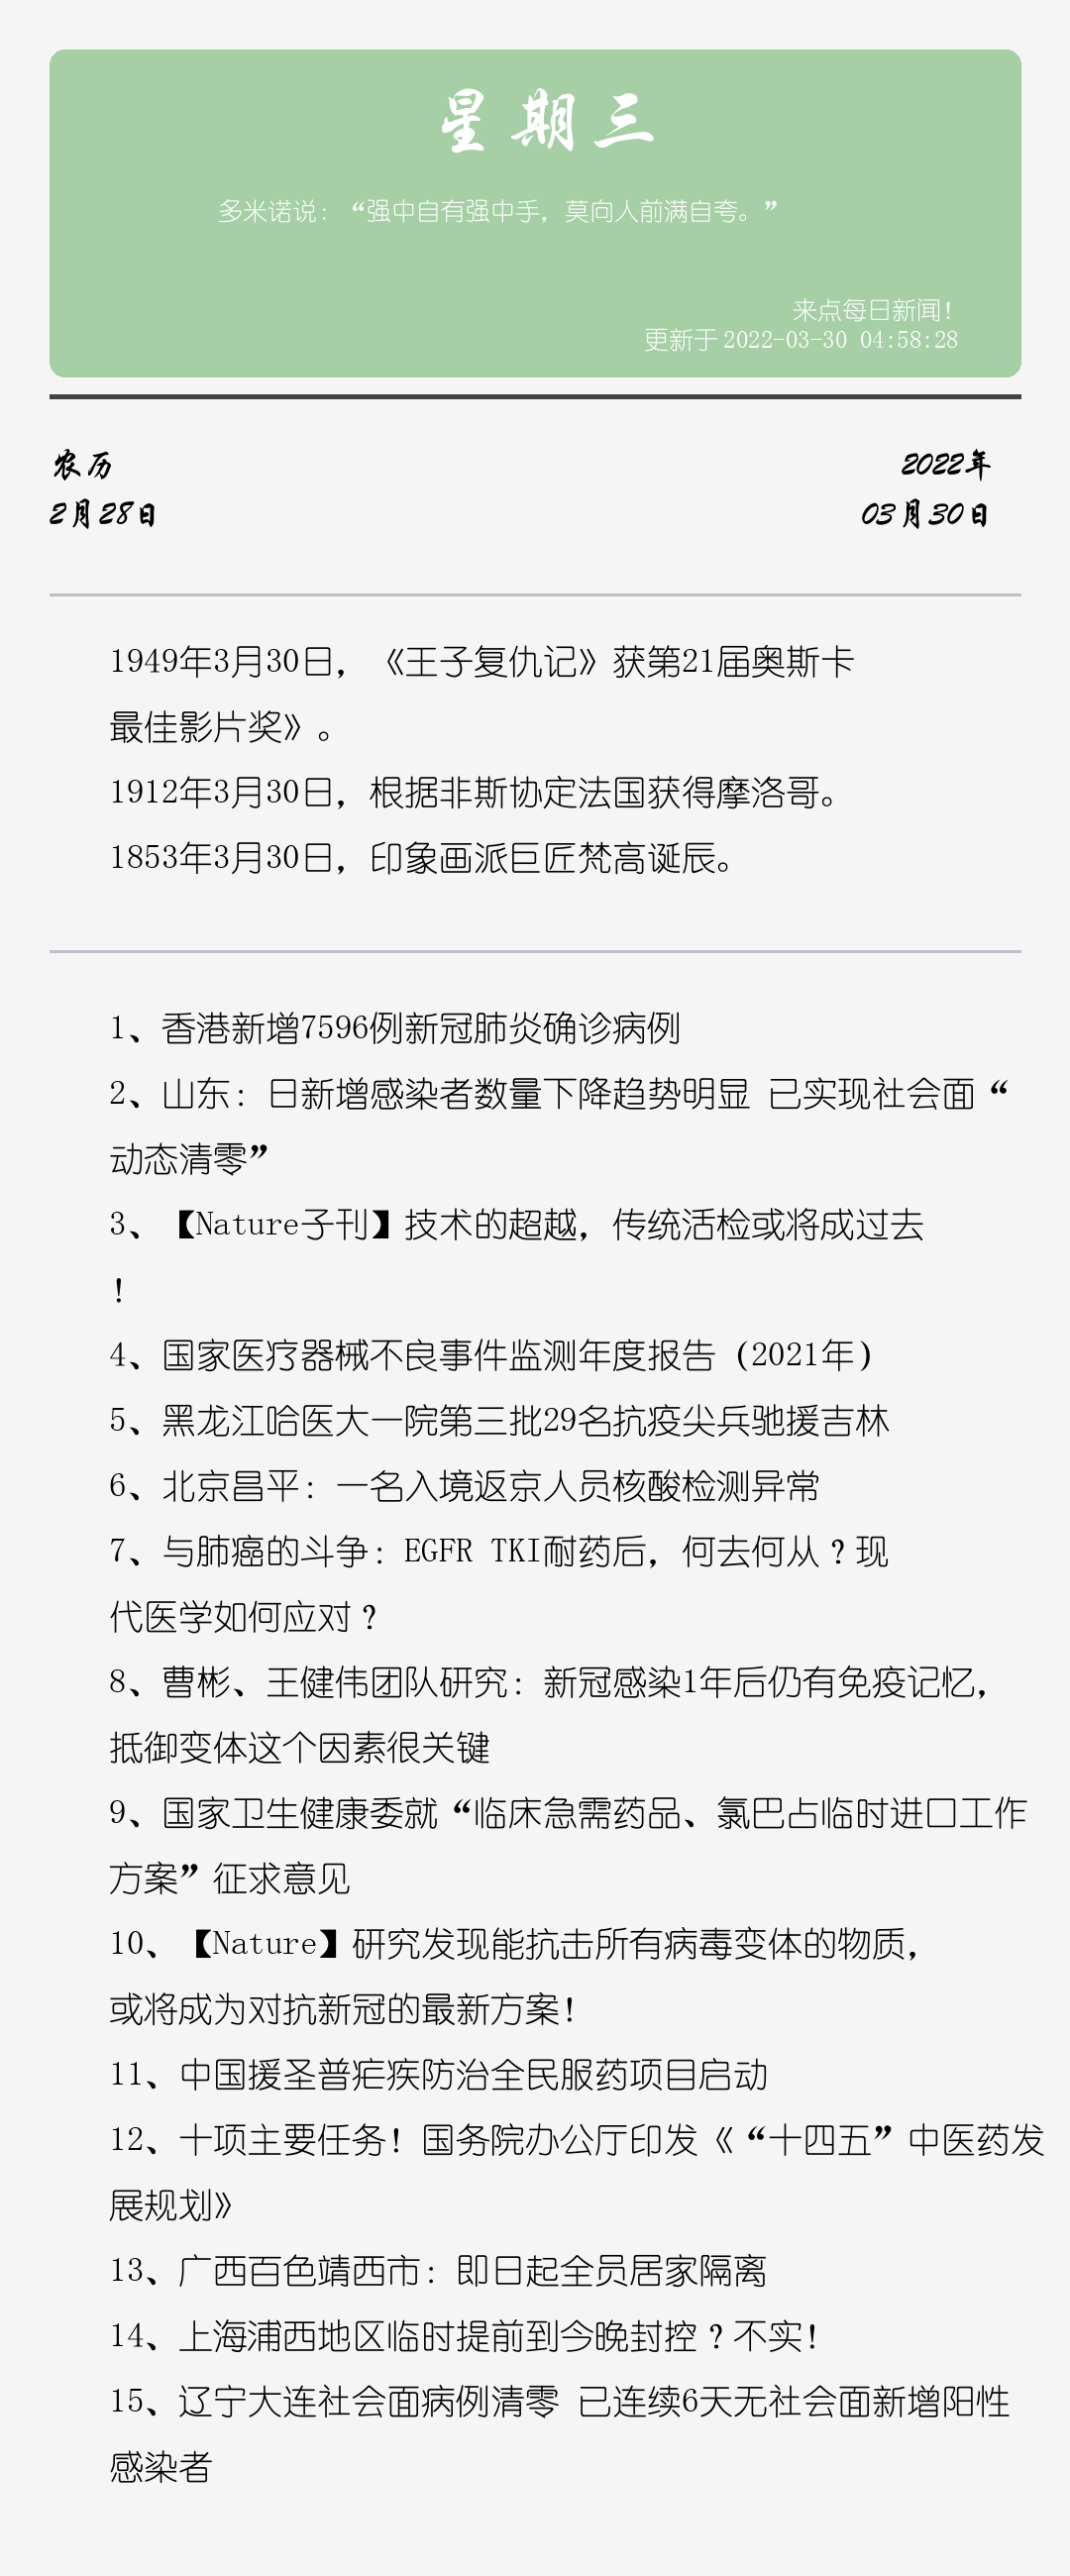 星期三
多米诺说：“强中自有强中手，莫向人前满自夸。”
来点每日新闻！
更新于 2022-03-30 04:58:28
农历
2022年
2月28日
03月30日
1949年3月30日，《王子复仇记》获第21届奥斯卡
最佳影片奖》。
1912年3月30日，根据非斯协定法国获得摩洛哥。
1853年3月30日，印象画派巨匠梵高诞辰。
1、香港新增7596例新冠肺炎确诊病例
2、山东：日新增感染者数量下降趋势明显 已实现社会面“
动态清零”
3、【Nature子刊】技术的超越，传统活检或将成过去
！
4、国家医疗器械不良事件监测年度报告（2021年）
5、黑龙江哈医大一院第三批29名抗疫尖兵驰援吉林
6、北京昌平：一名入境返京人员核酸检测异常
7、与肺癌的斗争：EGFR TKI耐药后，何去何从？现
代医学如何应对？
8、曹彬、王健伟团队研究：新冠感染1年后仍有免疫记忆，
抵御变体这个因素很关键
9、国家卫生健康委就“临床急需药品、氯巴占临时进口工作
方案”征求意见
10、【Nature】研究发现能抗击所有病毒变体的物质，
或将成为对抗新冠的最新方案！
11、中国援圣普疟疾防治全民服药项目启动
12、十项主要任务！国务院办公厅印发《“十四五”中医药发
展规划》
13、广西百色靖西市：即日起全员居家隔离
14、上海浦西地区临时提前到今晚封控？不实！
15、辽宁大连社会面病例清零 已连续6天无社会面新增阳性
感染者